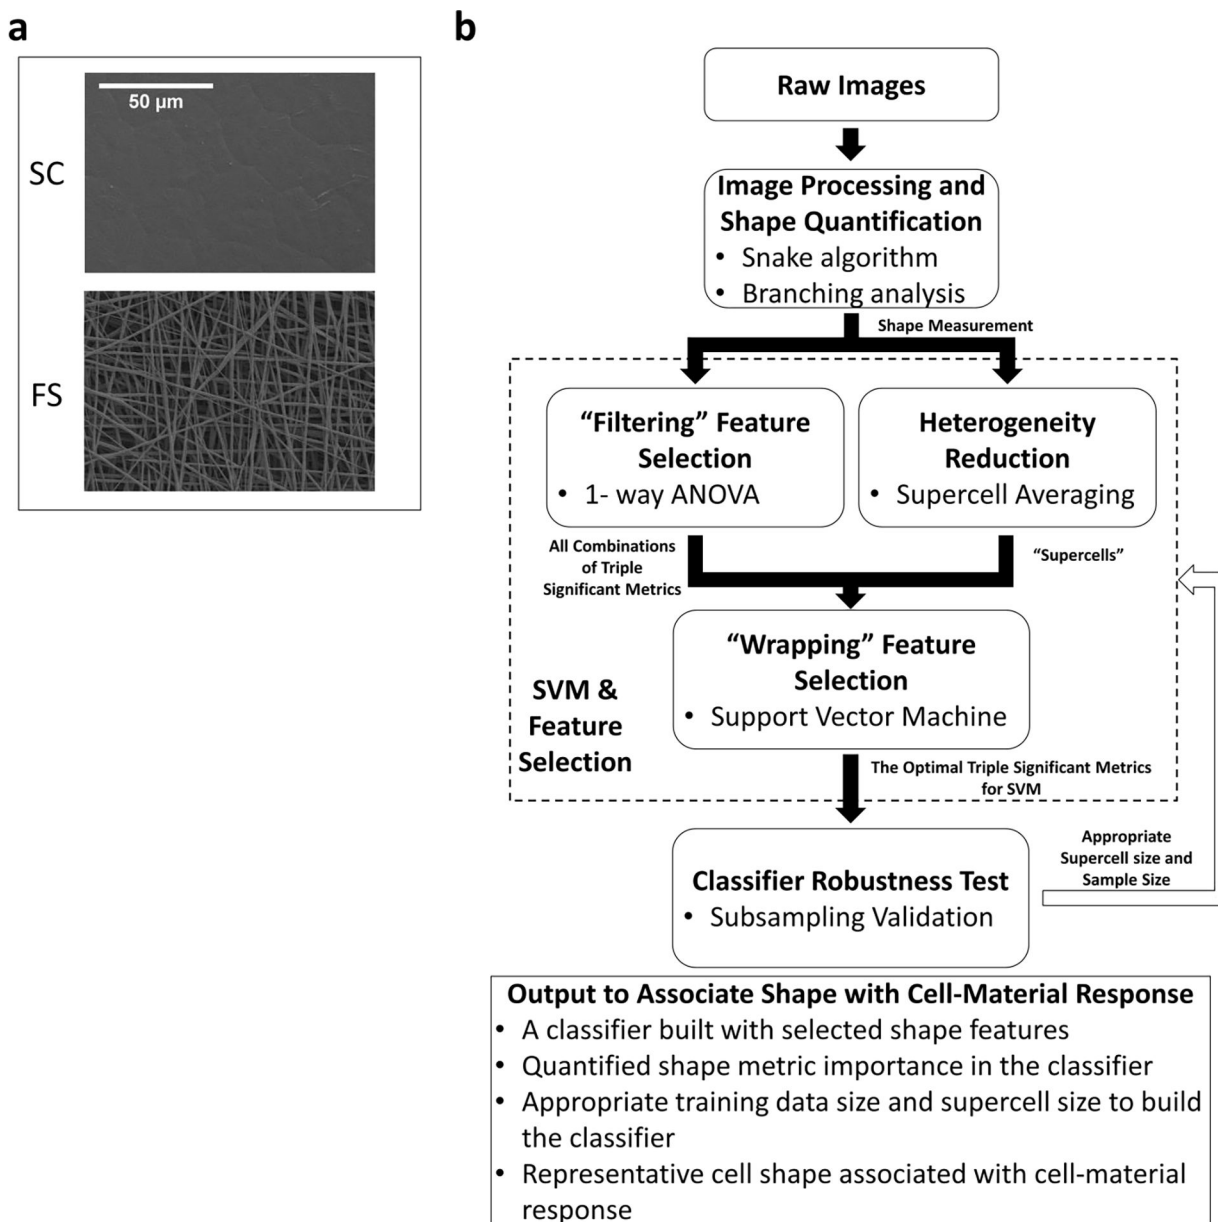 a
50 μm
SC
FS
b
Raw Images
Image Processing and
Shape Quantification
• Snake algorithm
• Branching analysis
Shape Measurement
“Filtering” Feature
Selection
• 1- way ANOVA
Heterogeneity
Reduction
• Supercell Averaging
All Combinations
of Triple
Significant Metrics
“Supercells”
“Wrapping” Feature
Selection
• Support Vector Machine
SVM &
Feature
Selection
The Optimal Triple Significant Metrics
for SVM
Classifier Robustness Test
• Subsampling Validation
Appropriate
Supercell size and
Sample Size
Output to Associate Shape with Cell-Material Response
• A classifier built with selected shape features
• Quantified shape metric importance in the classifier
• Appropriate training data size and supercell size to build
the classifier
• Representative cell shape associated with cell-material
response